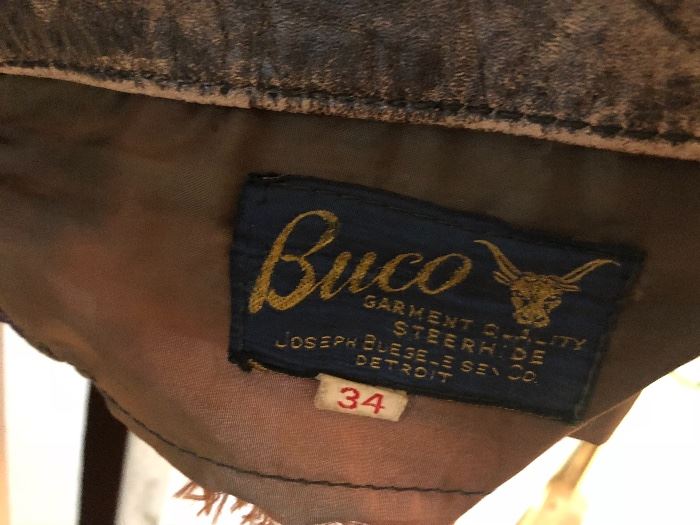 Buco
GARMENT QUALITY
STEERHIDE
JOSEPH BUEGELEISEN CO.
DETROIT
34